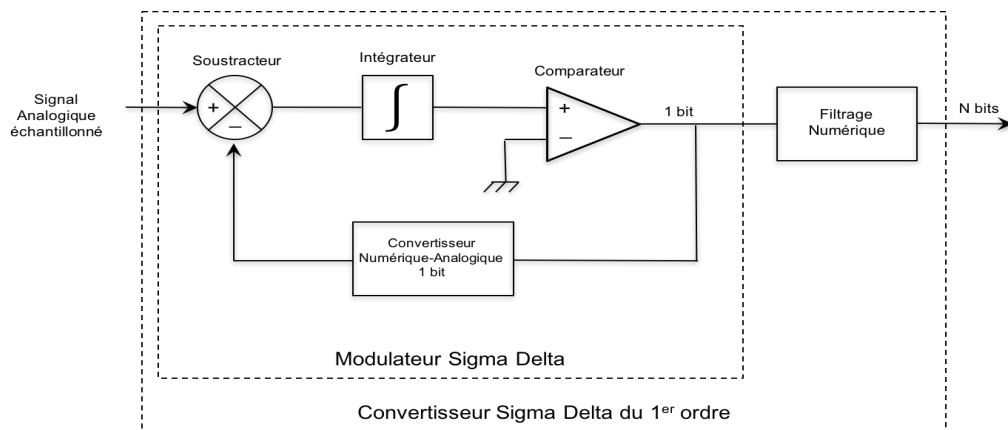 Soustracteur
Intégrateur
Comparateur
Signal
Analogique
échantillonné
+
−
∫
+
−
1 bit
Filtrage
Numérique
N bits
Convertisseur
Numérique-Analogique
1 bit
Modulateur Sigma Delta
Convertisseur Sigma Delta du 1er ordre